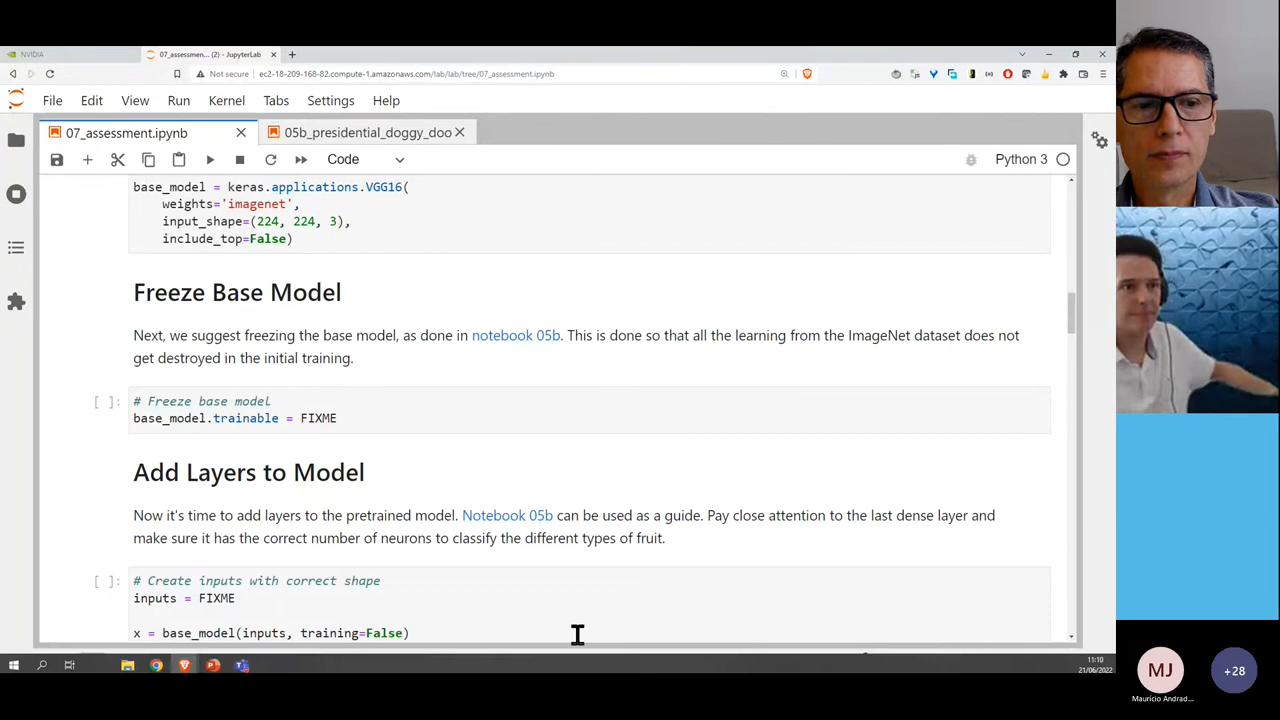 NVIDIA
07_assessmen... (2) - JupyterLab
Not secure ec2-18-209-168-82.compute-1.amazonaws.com/lab/lab/tree/07_assessment.ipynb
File Edit View Run Kernel Tabs Settings Help
07_assessment.ipynb
05b_presidential_doggy_doo
Code
Python 3
base_model = keras.applications.VGG16(
weights='imagenet',
input_shape=(224, 224, 3),
include_top=False)
Freeze Base Model
Next, we suggest freezing the base model, as done in notebook 05b. This is done so that all the learning from the ImageNet dataset does not
get destroyed in the initial training.
[ ]: # Freeze base model
base_model.trainable = FIXME
Add Layers to Model
Now it's time to add layers to the pretrained model. Notebook 05b can be used as a guide. Pay close attention to the last dense layer and
make sure it has the correct number of neurons to classify the different types of fruit.
[ ]: # Create inputs with correct shape
inputs = FIXME
x = base_model(inputs, training=False)
11:10
21/06/2022
MJ
Maurício Andrad...
+28